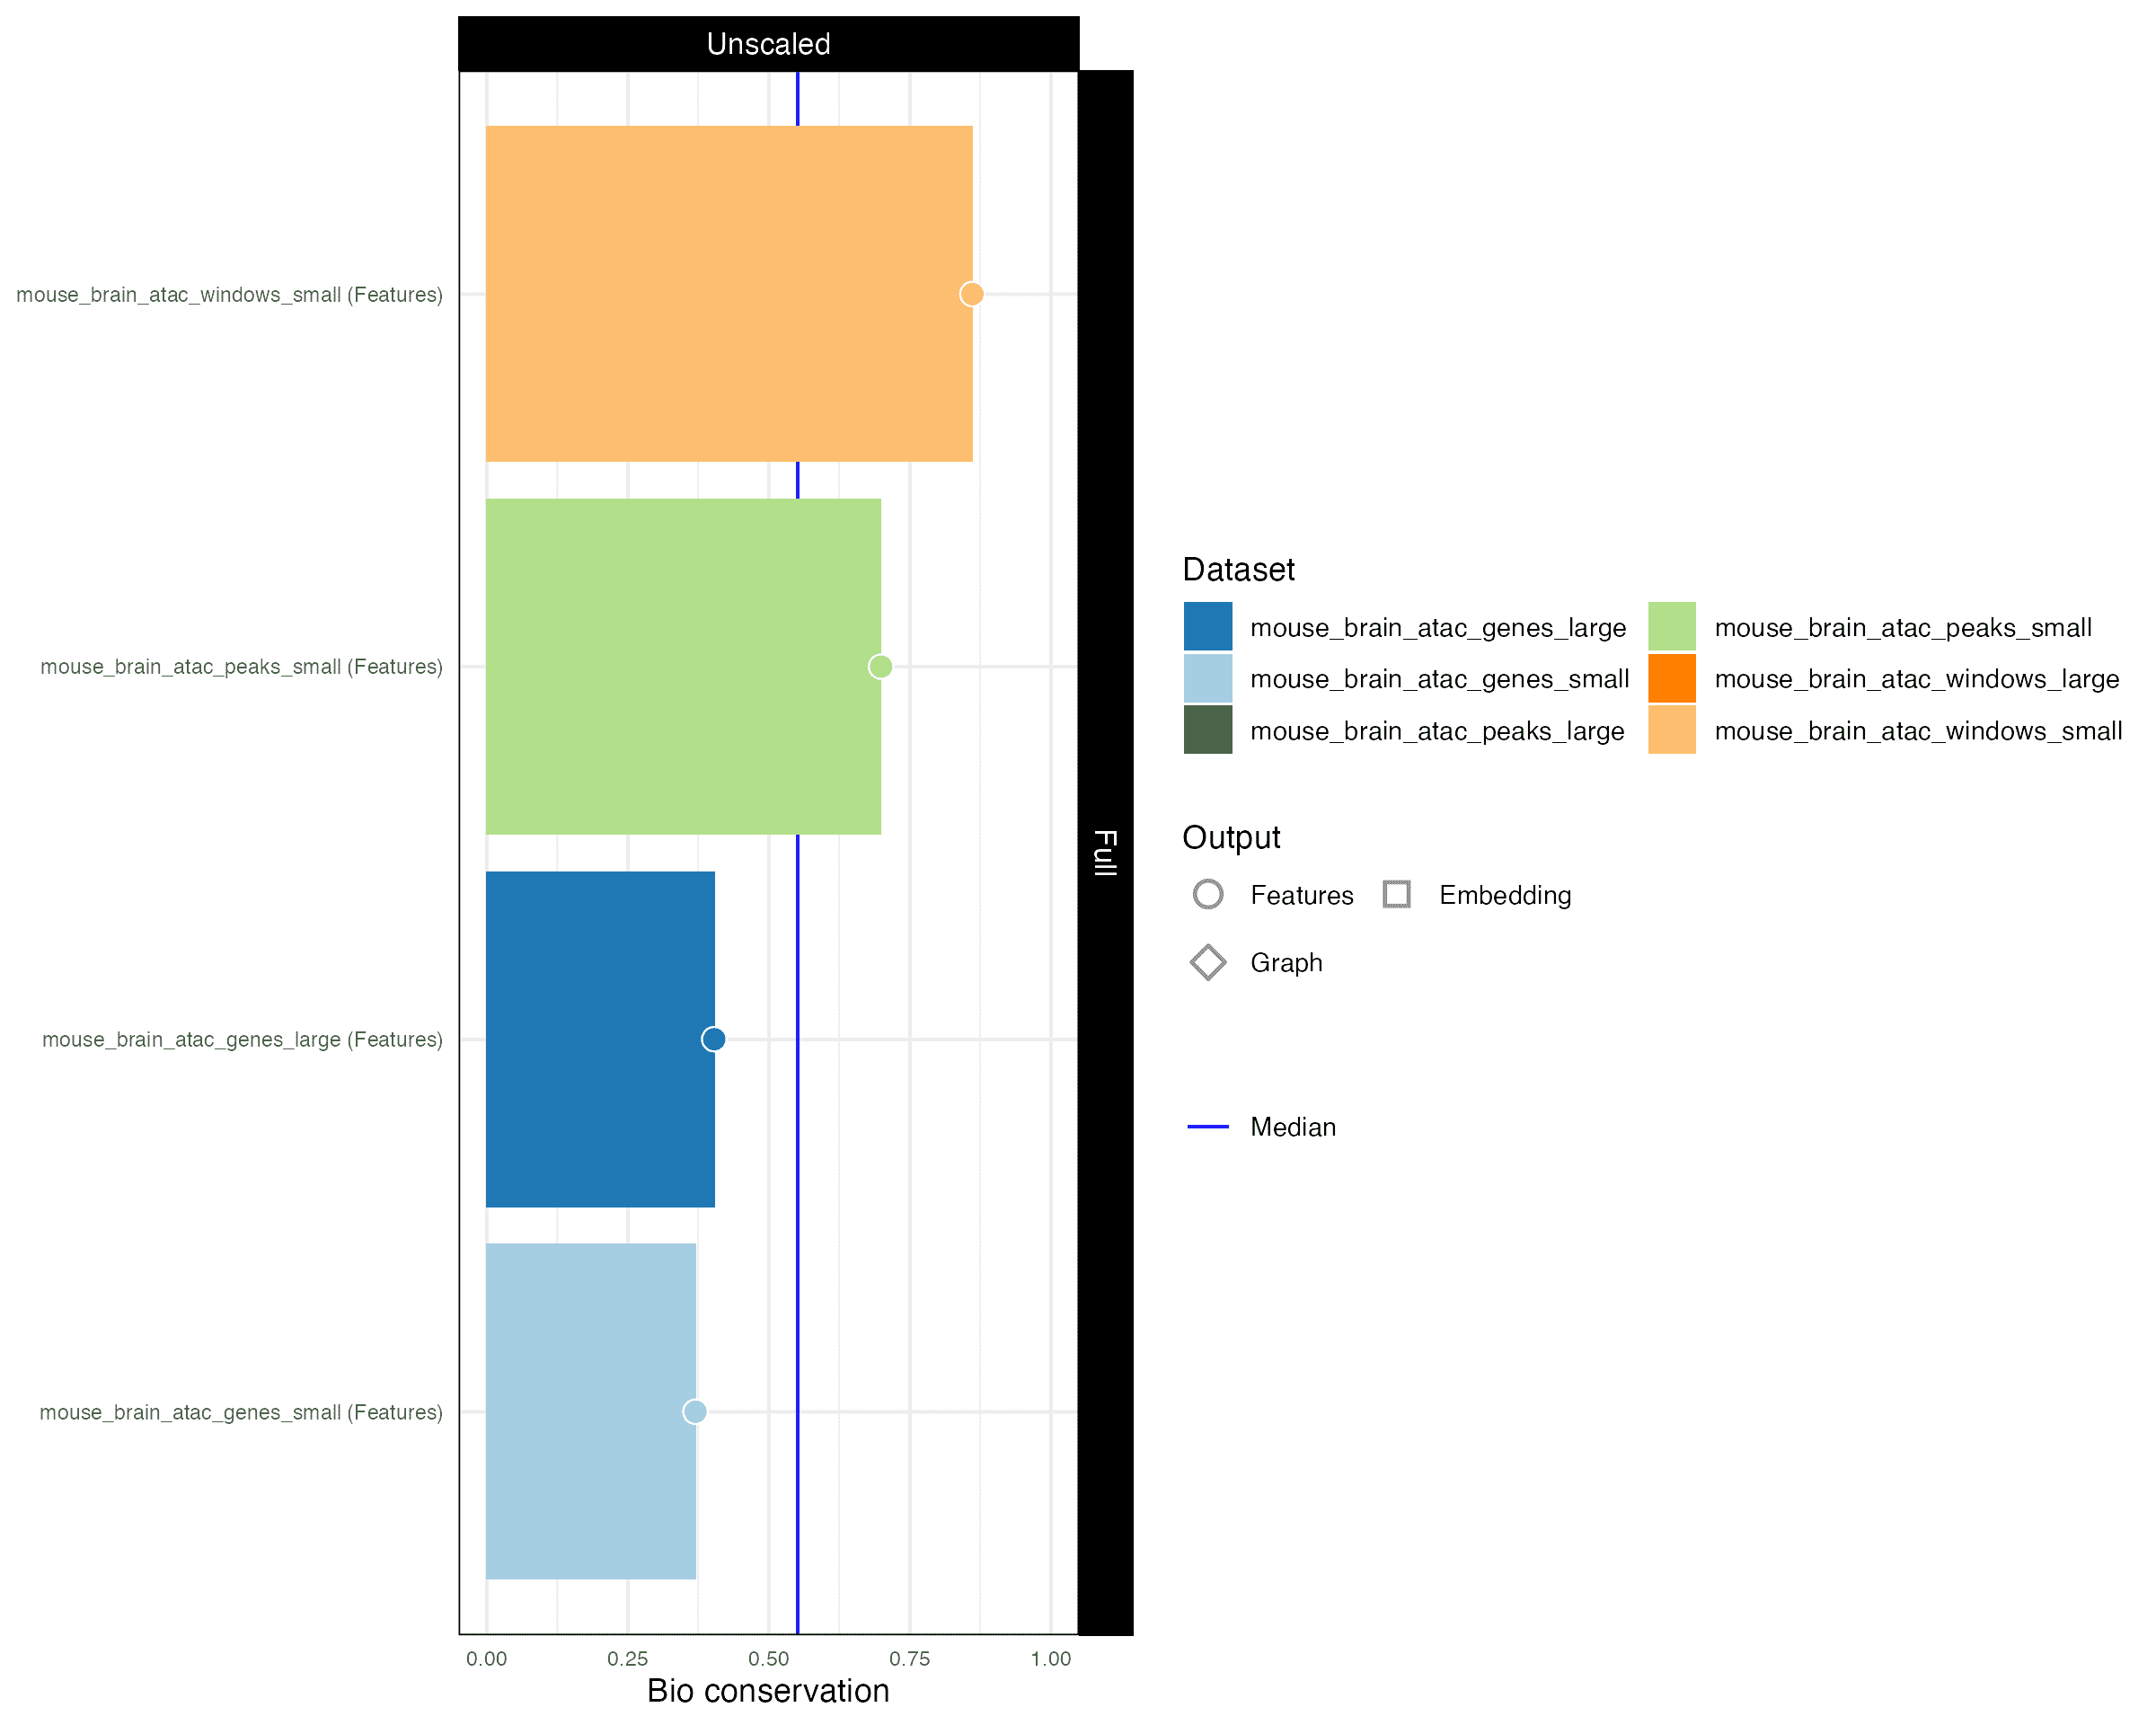 Unscaled
mouse_brain_atac_windows_small (Features)
mouse_brain_atac_peaks_small (Features)
mouse_brain_atac_genes_large (Features)
mouse_brain_atac_genes_small (Features)
0.00 0.25 0.50 0.75 1.00
Bio conservation
Full
Dataset
mouse_brain_atac_genes_large mouse_brain_atac_peaks_small
mouse_brain_atac_genes_small mouse_brain_atac_windows_large
mouse_brain_atac_peaks_large mouse_brain_atac_windows_small
Output
Features Embedding
Graph
Median